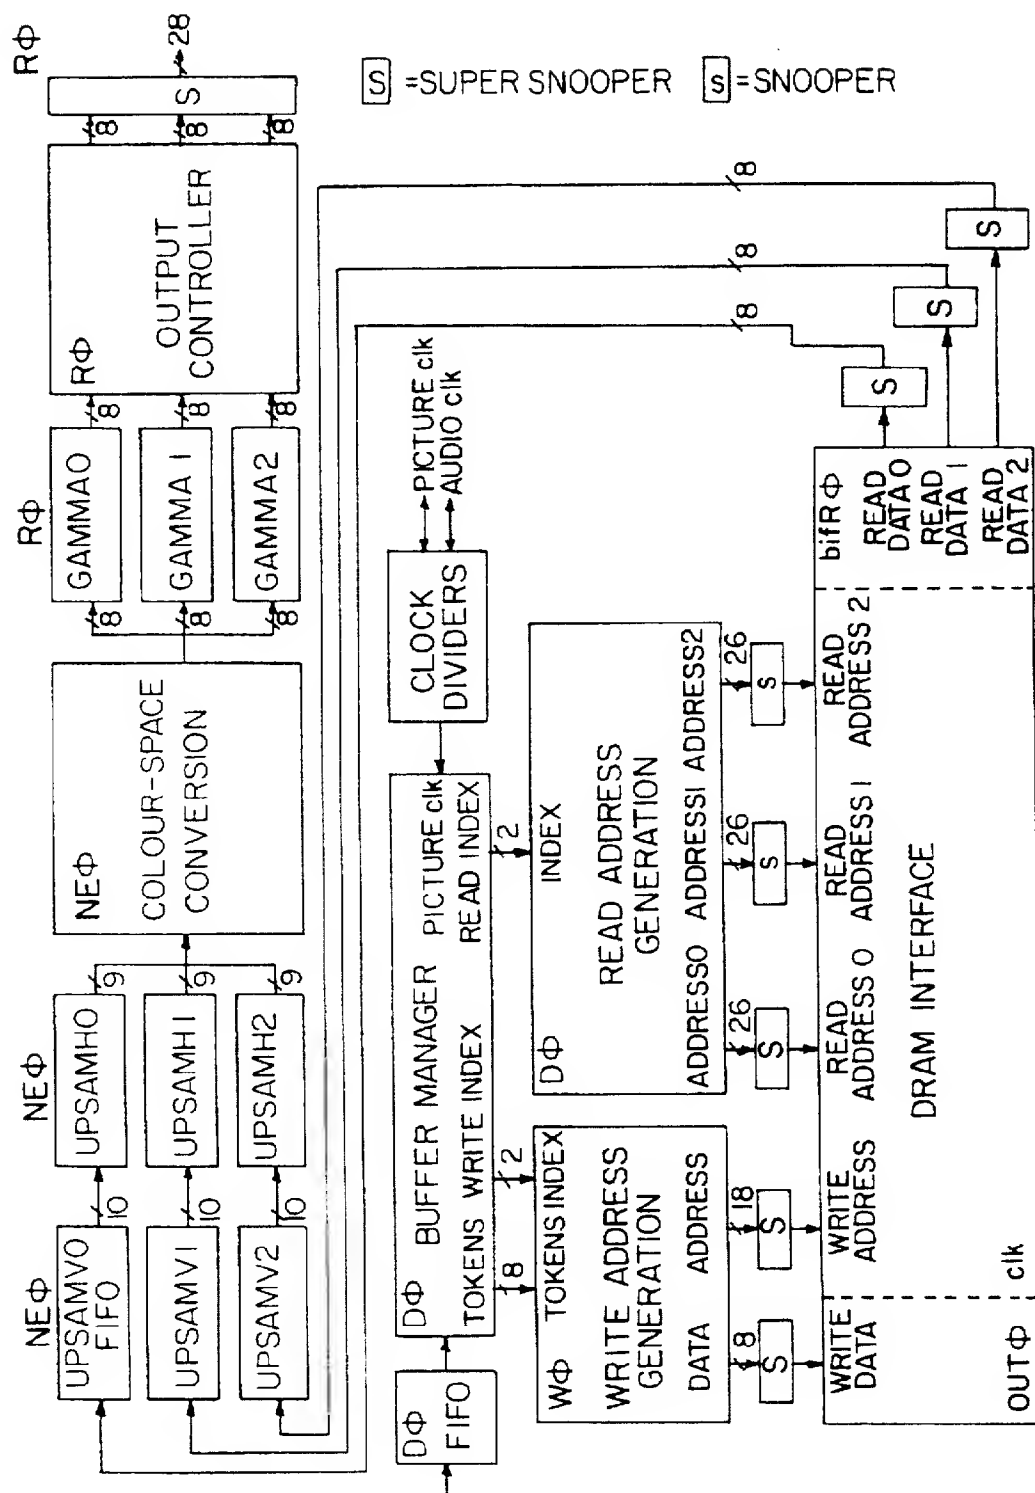 RΦ
28
S
8
8
8
RΦ
OUTPUT
CONTROLLER
8
8
8
RΦ
GAMMA0
GAMMA 1
GAMMA2
8
8
8
NEΦ
COLOUR-SPACE
CONVERSION
9
9
9
NEΦ
UPSAMH0
UPSAMH1
UPSAMH2
10
10
10
NEΦ
UPSAMV0
FIFO
UPSAMV1
UPSAMV2
S =SUPER SNOOPER
s =SNOOPER
8
8
8
S
S
S
PICTURE clk
AUDIO clk
CLOCK
DIVIDERS
DΦ
FIFO
DΦ
BUFFER MANAGER
PICTURE clk
TOKENS WRITE INDEX
READ INDEX
8
2
2
WΦ
TOKENS INDEX
WRITE ADDRESS
GENERATION
DATA
ADDRESS
8
18
S
S
DΦ
INDEX
READ ADDRESS
GENERATION
ADDRESS0 ADDRESS1 ADDRESS2
26
26
26
S
s
s
WRITE
DATA
OUTΦ
WRITE
ADDRESS
clk
READ
ADDRESS 0
READ
ADDRESS 1
READ
ADDRESS 2
DRAM INTERFACE
bifRΦ
READ
DATA 0
READ
DATA 1
READ
DATA 2